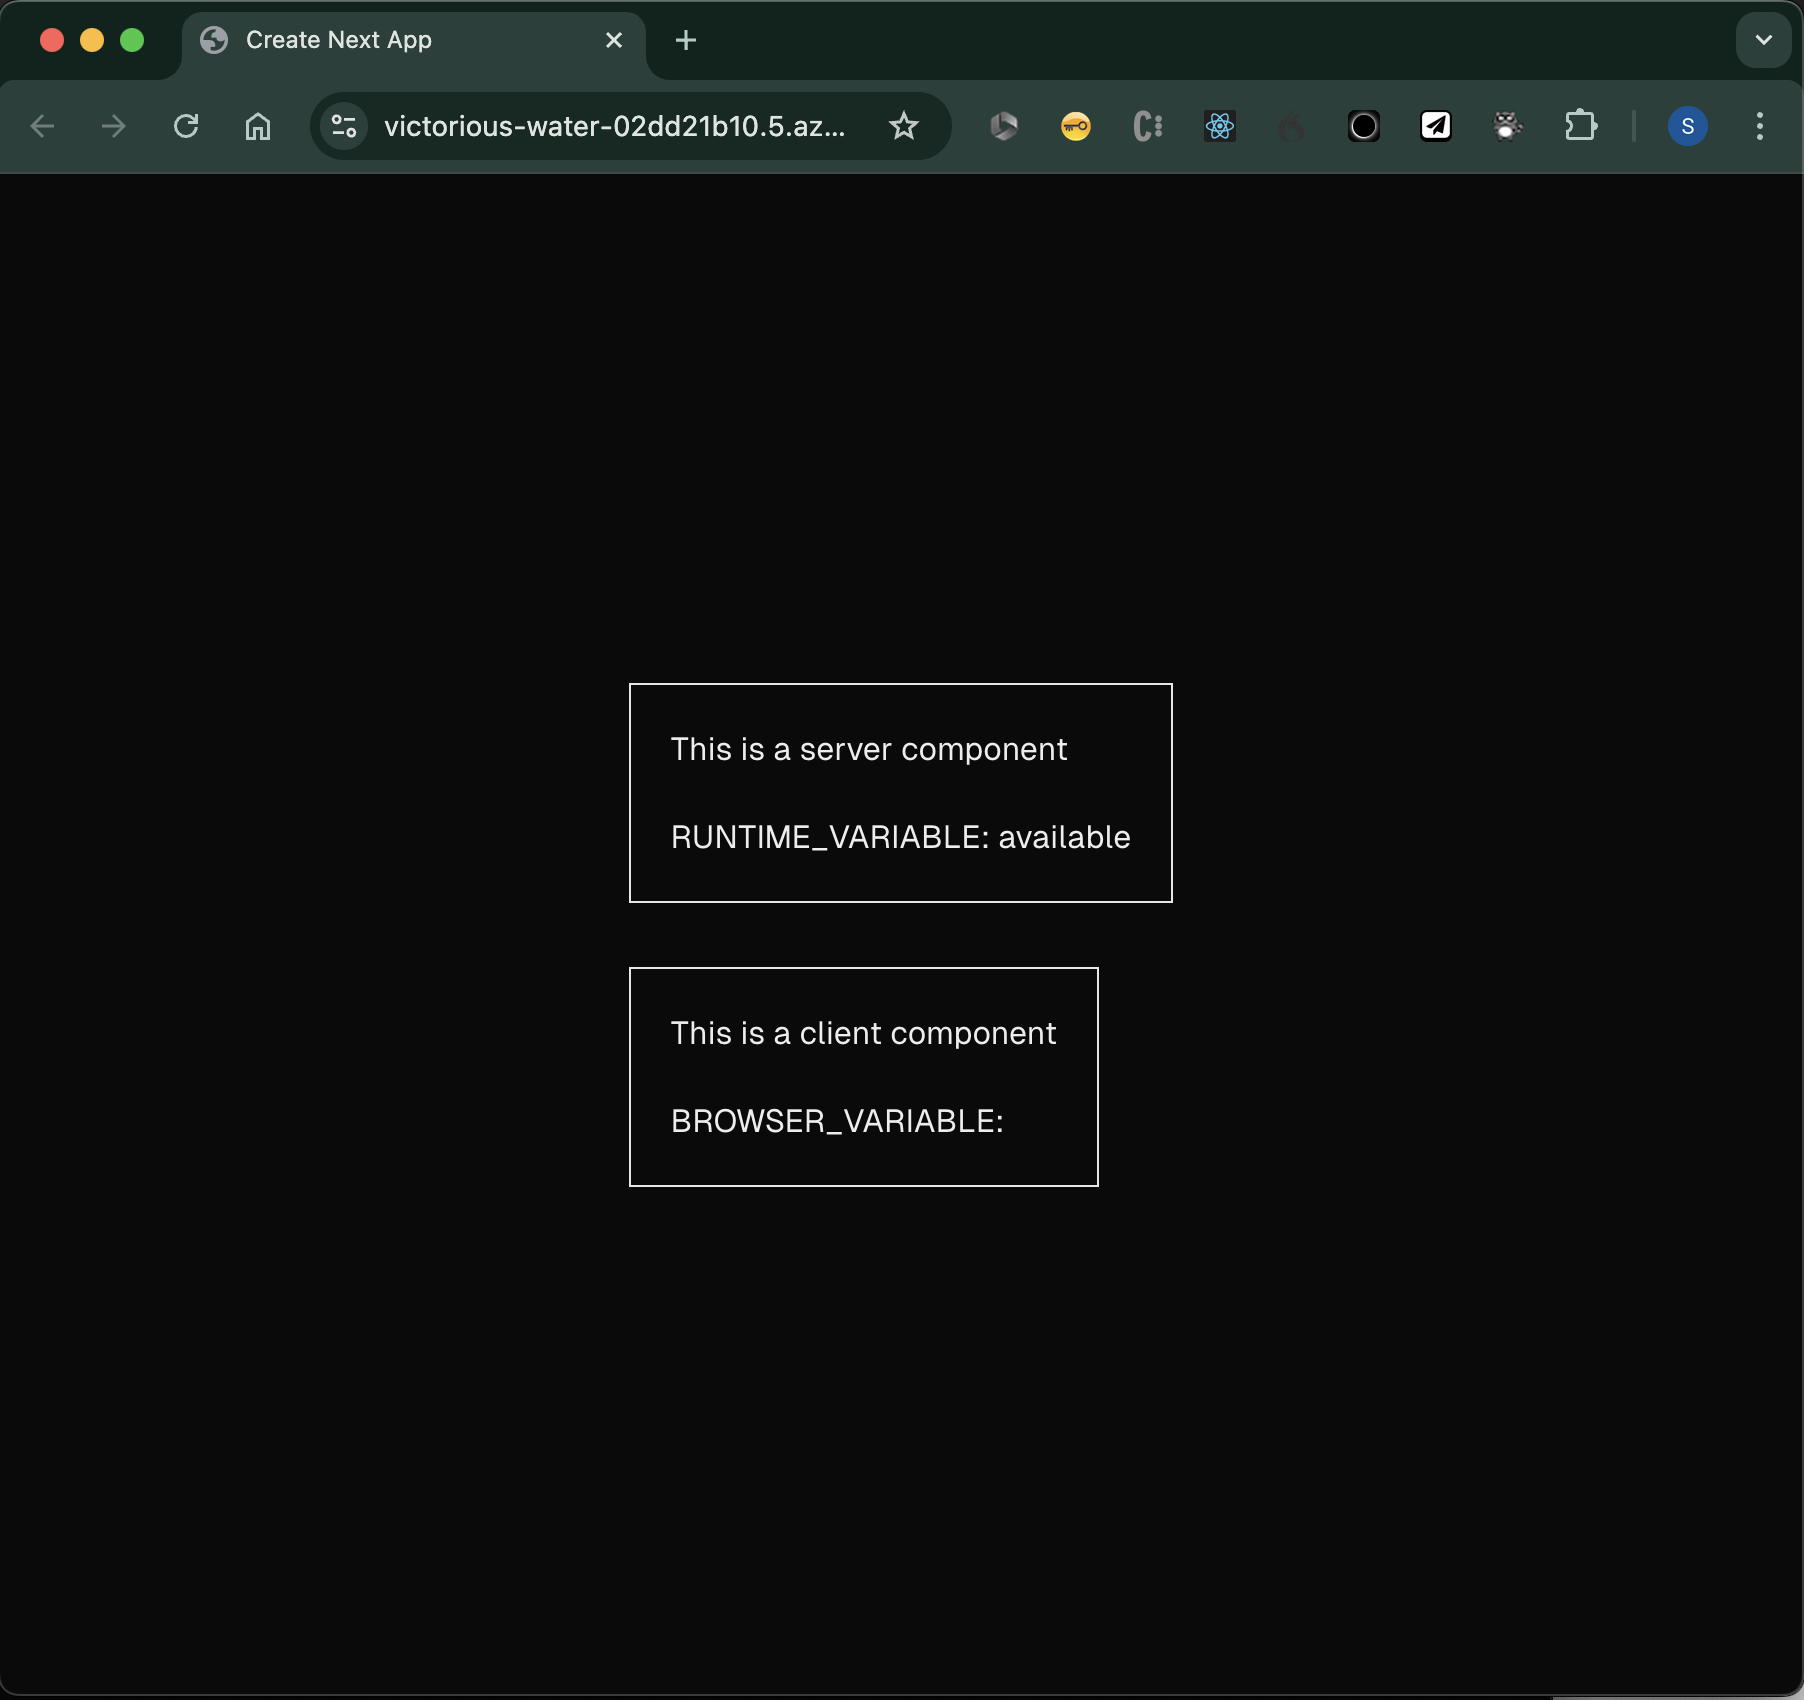 Create Next App
victorious-water-02dd21b10.5.az...
S
This is a server component
RUNTIME_VARIABLE: available
This is a client component
BROWSER_VARIABLE: